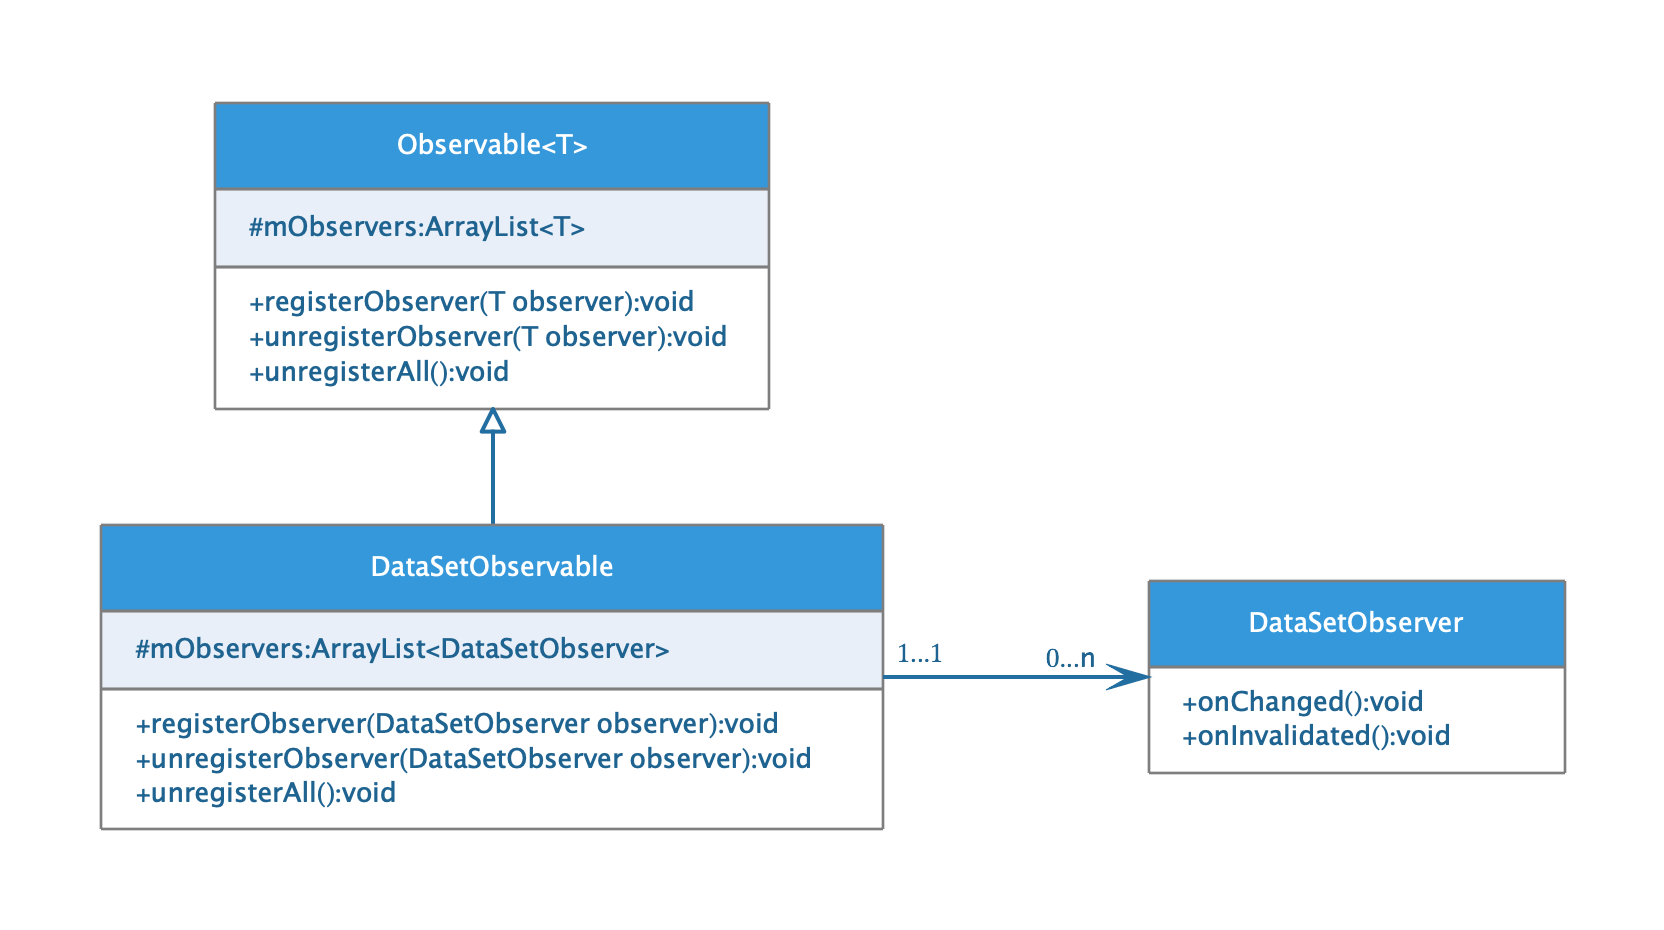 Observable<T>
#mObservers:ArrayList<T>
+registerObserver(T observer):void
+unregisterObserver(T observer):void
+unregisterAll():void
DataSetObservable
#mObservers:ArrayList<DataSetObserver>
+registerObserver(DataSetObserver observer):void
+unregisterObserver(DataSetObserver observer):void
+unregisterAll():void
1...1
0...n
DataSetObserver
+onChanged():void
+onInvalidated():void